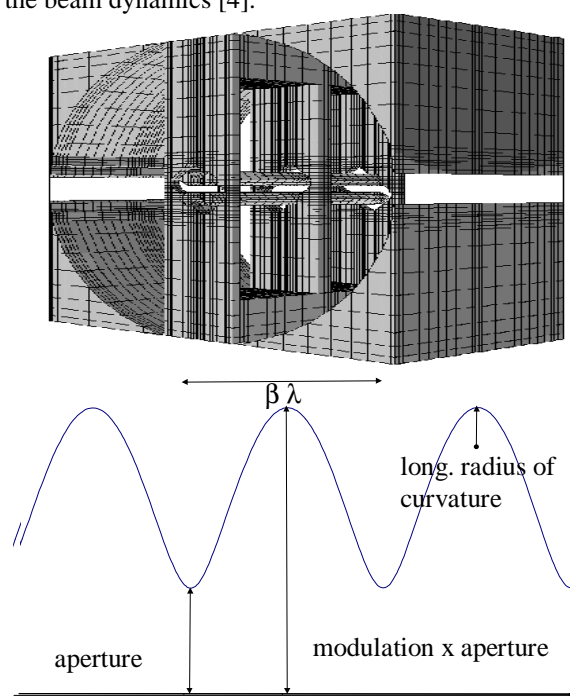 the beam dynamics [4].
β λ
long. radius of
curvature
aperture
modulation x aperture